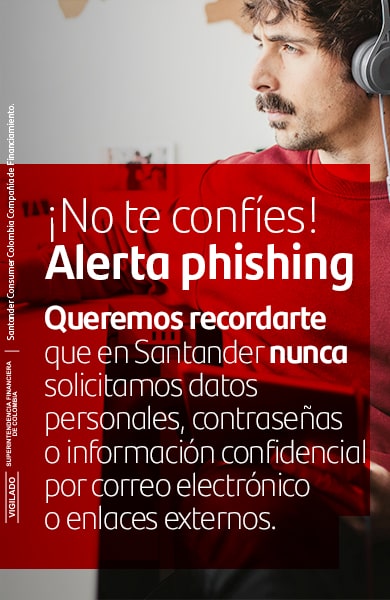 ¡No te confíes!
Alerta phishing
Queremos recordarte
que en Santander nunca
solicitamos datos
personales, contraseñas
o información confidencial
por correo electrónico
o enlaces externos.
Santander Consumer Colombia Compañía de Financiamiento.
VIGILADO
SUPERINTENDENCIA FINANCIERA
DE COLOMBIA